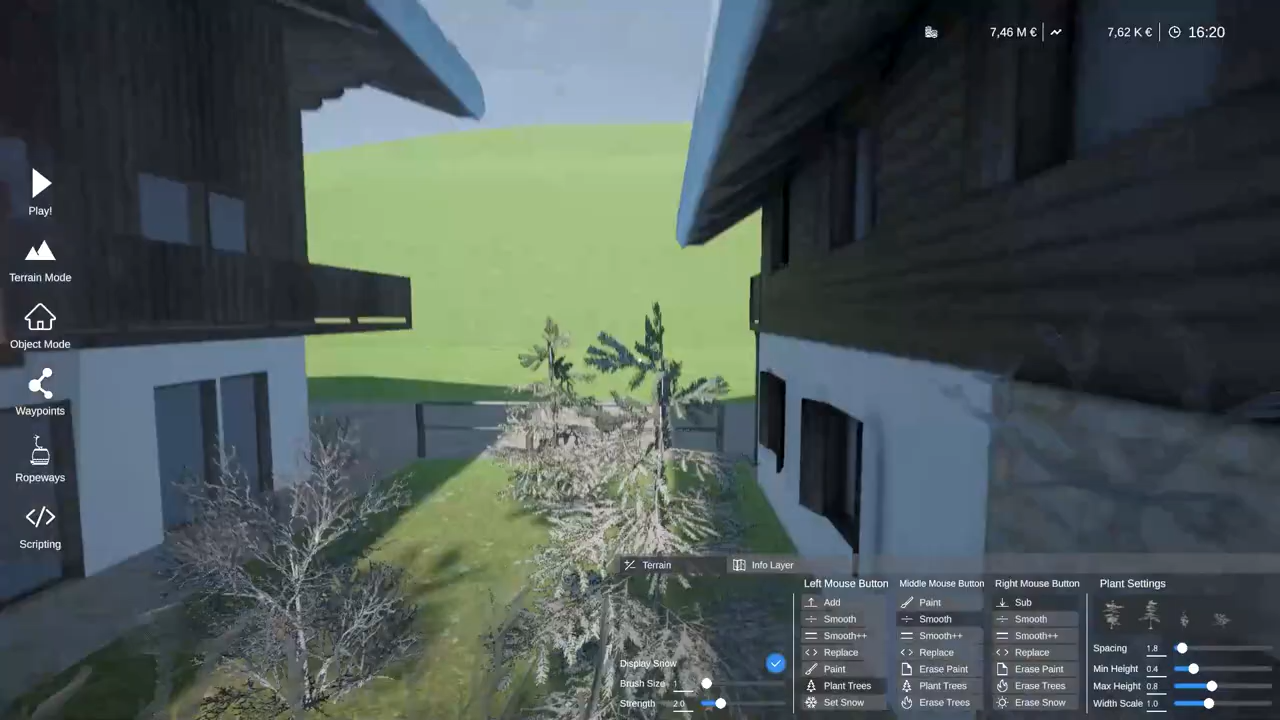 7,46 M €
7,62 K €
16:20
Play!
Terrain Mode
Object Mode
Waypoints
Ropeways
Scripting
Terrain
Info Layer
Left Mouse Button
Middle Mouse Button
Right Mouse Button
Plant Settings
Add
Paint
Sub
Smooth
Smooth
Smooth
Smooth++
Smooth++
Smooth++
Spacing 1.8
Replace
Replace
Replace
Display Snow
Paint
Erase Paint
Erase Paint
Min Height 0.4
Brush Size 1
Plant Trees
Plant Trees
Erase Trees
Max Height 0.8
Strength 2.0
Set Snow
Erase Trees
Erase Snow
Width Scale 1.0